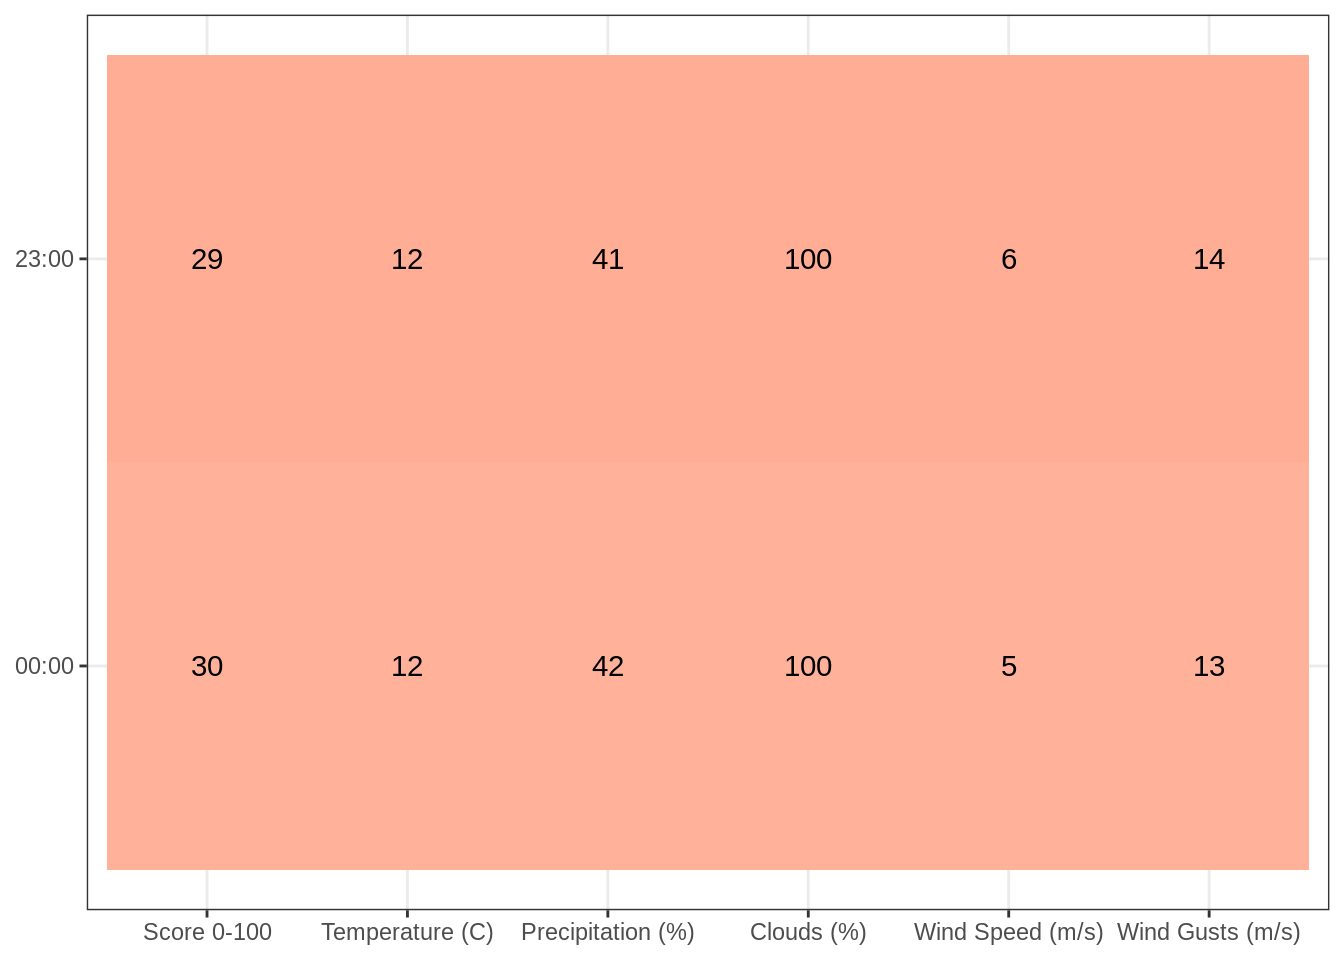 23:00 29 12 41 100 6 14
00:00 30 12 42 100 5 13
Score 0-100 Temperature (C) Precipitation (%) Clouds (%) Wind Speed (m/s) Wind Gusts (m/s)